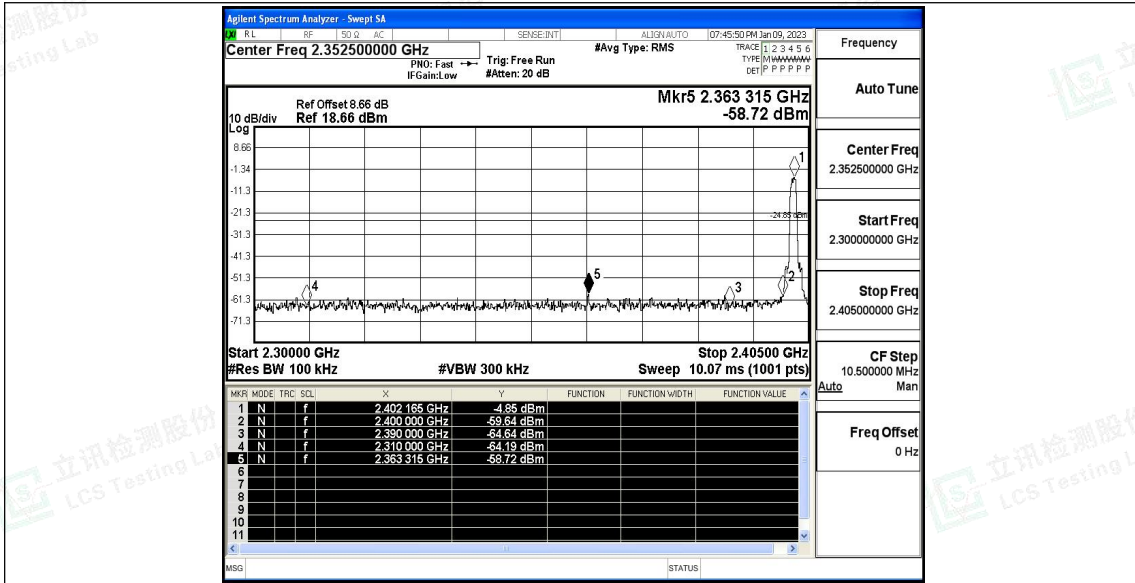 Agilent Spectrum Analyzer - Swept SA
RL RF 50 Ω AC SENSE:INT ALIGN AUTO 07:45:50 PM Jan 09, 2023
Center Freq 2.352500000 GHz
PNO: Fast
IFGain:Low
Trig: Free Run
#Atten: 20 dB
#Avg Type: RMS
TRACE 1 2 3 4 5 6
TYPE M
DET P P P P P P
Ref Offset 8.66 dB
Ref 18.66 dBm
10 dB/div
Log
Mkr5 2.363 315 GHz
-58.72 dBm
8.66
-1.34
-11.3
-21.3
-31.3
-41.3
-51.3
-61.3
-71.3
-24.85 dBm
1
2
3
4
5
Start 2.30000 GHz
Stop 2.40500 GHz
#Res BW 100 kHz
#VBW 300 kHz
Sweep 10.07 ms (1001 pts)
MKR MODE TRC SCL X Y FUNCTION FUNCTION WIDTH FUNCTION VALUE
1 N f 2.402 165 GHz -4.85 dBm
2 N f 2.400 000 GHz -59.64 dBm
3 N f 2.390 000 GHz -64.64 dBm
4 N f 2.310 000 GHz -64.19 dBm
5 N f 2.363 315 GHz -58.72 dBm
6
7
8
9
10
11
MSG
STATUS
Frequency
Auto Tune
Center Freq
2.352500000 GHz
Start Freq
2.300000000 GHz
Stop Freq
2.405000000 GHz
CF Step
10.500000 MHz
Auto Man
Freq Offset
0 Hz
立讯检测股份
LCS Testing Lab
立讯检测股份
LCS Testing L